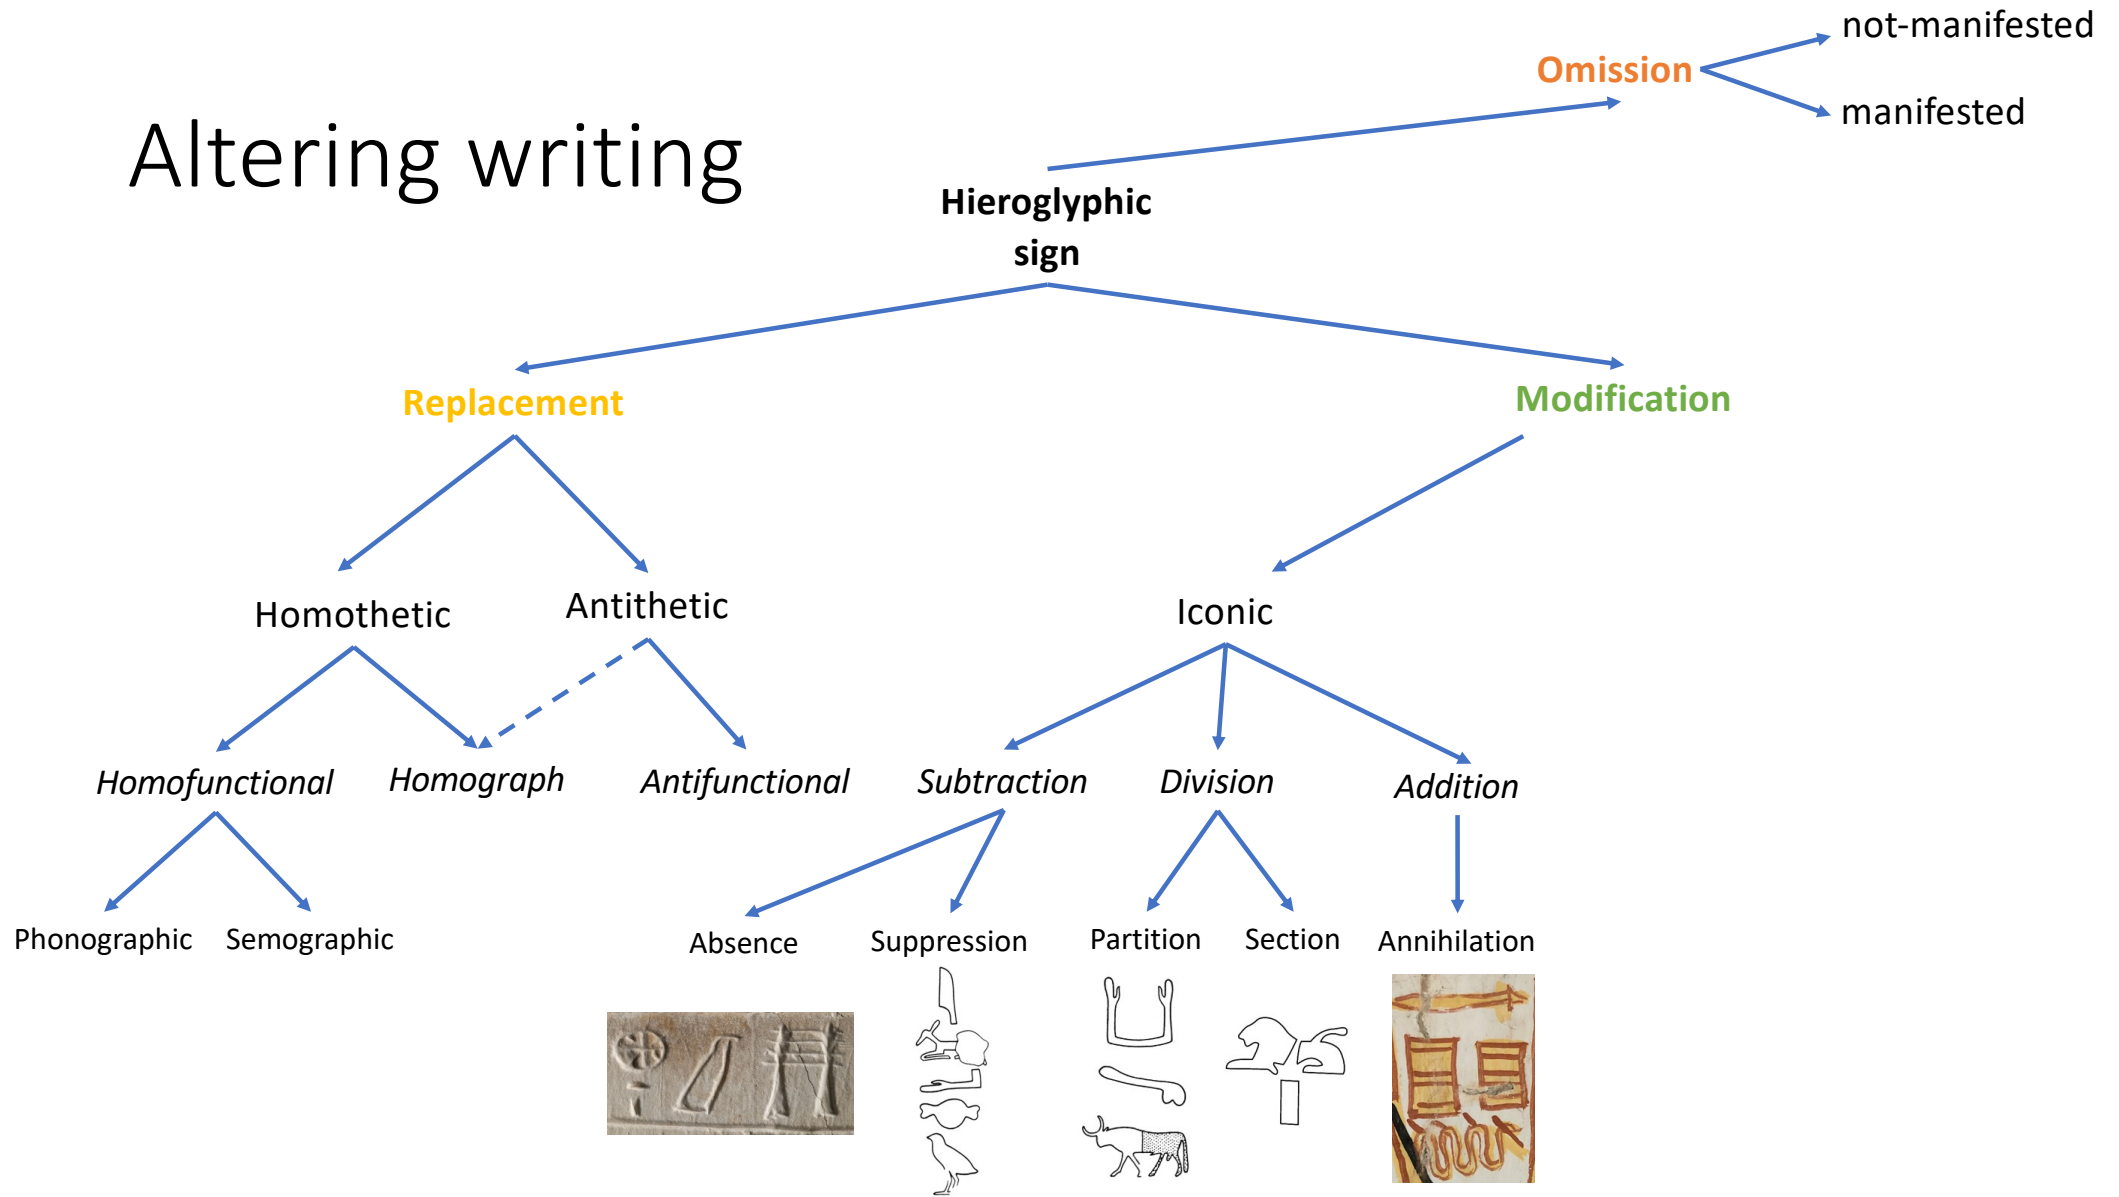 not-manifested
Omission
manifested
Altering writing
Hieroglyphic
sign
Replacement
Modification
Homothetic
Antithetic
Iconic
Homofunctional
Homograph
Antifunctional
Subtraction
Division
Addition
Phonographic
Semographic
Absence
Suppression
Partition
Section
Annihilation